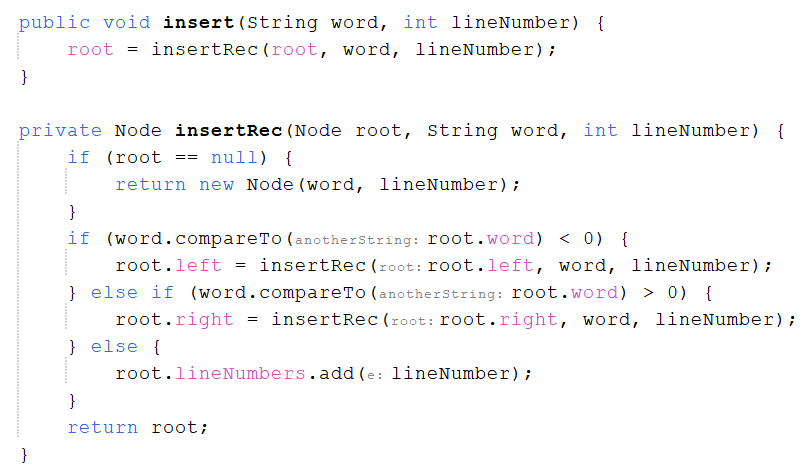 public void insert(String word, int lineNumber) {
    root = insertRec(root, word, lineNumber);
}

private Node insertRec(Node root, String word, int lineNumber) {
    if (root == null) {
        return new Node(word, lineNumber);
    }
    if (word.compareTo(anotherString: root.word) < 0) {
        root.left = insertRec(root: root.left, word, lineNumber);
    } else if (word.compareTo(anotherString: root.word) > 0) {
        root.right = insertRec(root: root.right, word, lineNumber);
    } else {
        root.lineNumbers.add(e: lineNumber);
    }
    return root;
}